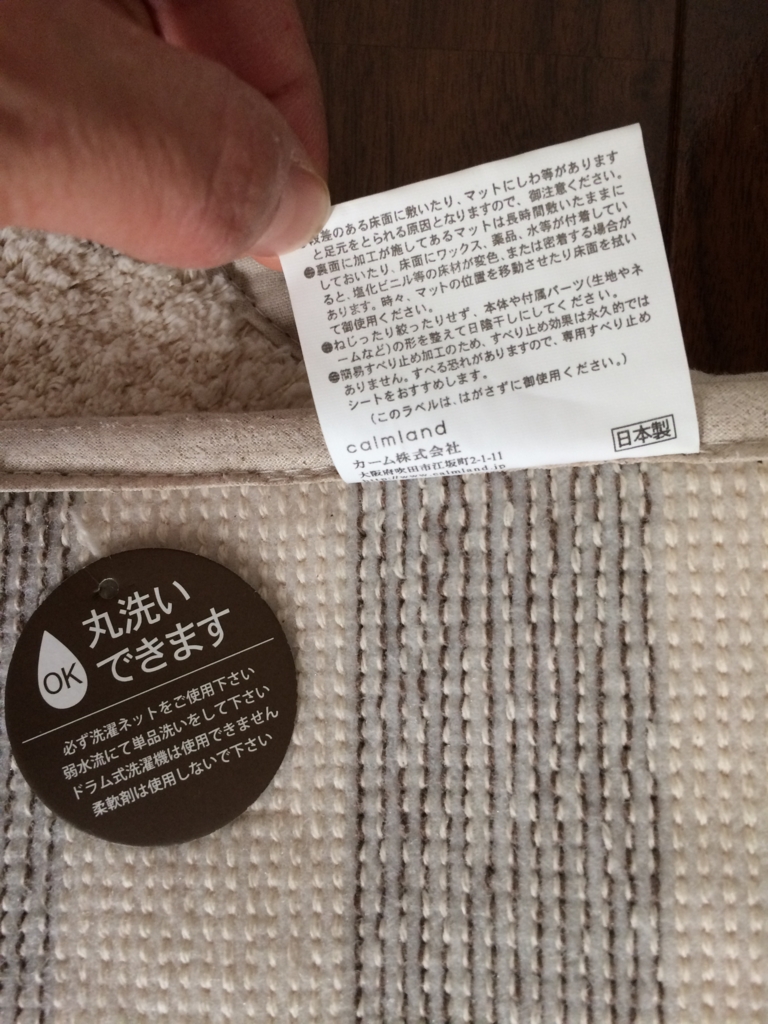 段差のある床面に敷いたり、マットにしわ等があります
と足元をとられる原因となりますので、御注意ください。
●裏面に加工が施してあるマットは長時間敷いたままに
しておいたり、床面にワックス、薬品、水等が付着してい
ると、塩化ビニル等の床材が変色、または密着する場合が
あります。時々、マットの位置を移動させたり床面を拭い
て御使用ください。
●ねじったり絞ったりせず、本体や付属パーツ(生地やネ
ームなど)の形を整えて日陰干しにしてください。
●簡易すべり止め加工のため、すべり止め効果は永久的では
ありません。すべる恐れがありますので、専用すべり止め
シートをおすすめします。
(このラベルは、はがさずに御使用ください。)
calmland
カーム株式会社
日本製
大阪府吹田市江坂町2-1-11
http://www.calmland.jp
丸洗い
できます
OK
必ず洗濯ネットをご使用下さい
弱水流にて単品洗いをして下さい
ドラム式洗濯機は使用できません
柔軟剤は使用しないで下さい